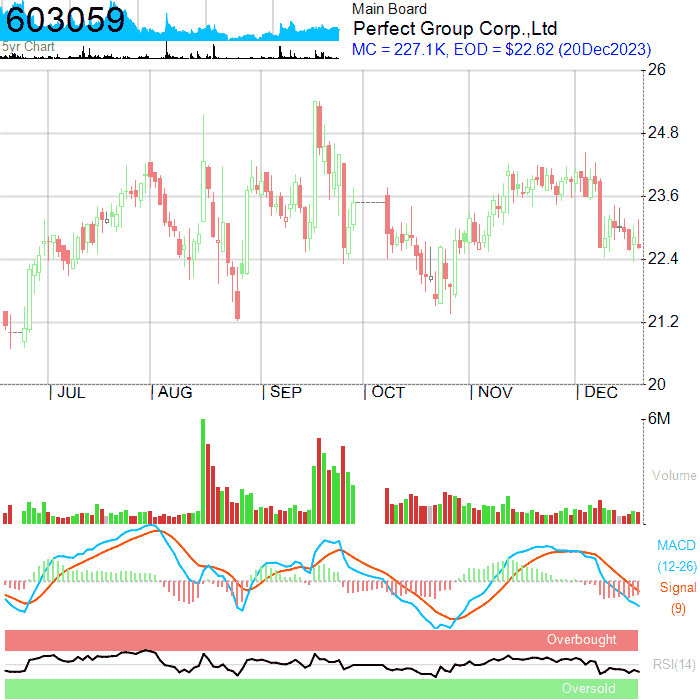 603059
5yr Chart
Main Board
Perfect Group Corp.,Ltd
MC = 227.1K, EOD = $22.62 (20Dec2023)
26
24.8
23.6
22.4
21.2
20
JUL AUG SEP OCT NOV DEC
6M
Volume
MACD
(12-26)
Signal
(9)
Overbought
RSI(14)
Oversold